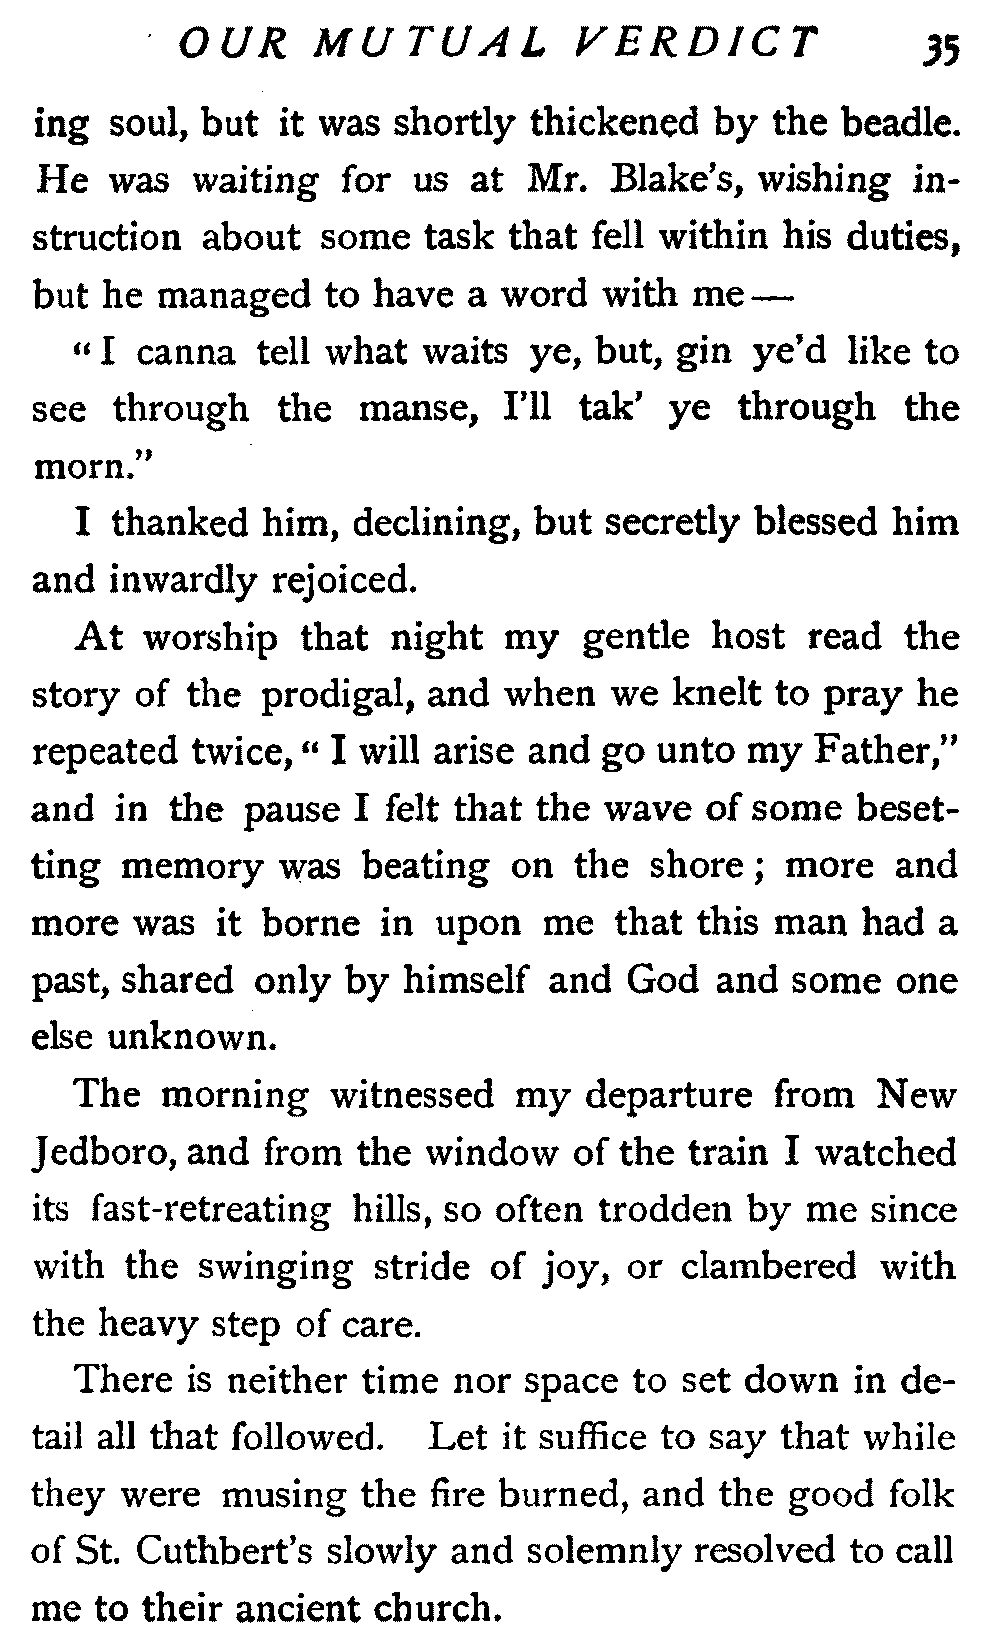 OUR MUTUAL VERDICT 35
ing soul, but it was shortly thickened by the beadle.
He was waiting for us at Mr. Blake's, wishing in-
struction about some task that fell within his duties,
but he managed to have a word with me—
“I canna tell what waits ye, but, gin ye'd like to
see through the manse, I'll tak' ye through the
morn.”
I thanked him, declining, but secretly blessed him
and inwardly rejoiced.
At worship that night my gentle host read the
story of the prodigal, and when we knelt to pray he
repeated twice, “I will arise and go unto my Father,”
and in the pause I felt that the wave of some beset-
ting memory was beating on the shore; more and
more was it borne in upon me that this man had a
past, shared only by himself and God and some one
else unknown.
The morning witnessed my departure from New
Jedboro, and from the window of the train I watched
its fast-retreating hills, so often trodden by me since
with the swinging stride of joy, or clambered with
the heavy step of care.
There is neither time nor space to set down in de-
tail all that followed. Let it suffice to say that while
they were musing the fire burned, and the good folk
of St. Cuthbert's slowly and solemnly resolved to call
me to their ancient church.